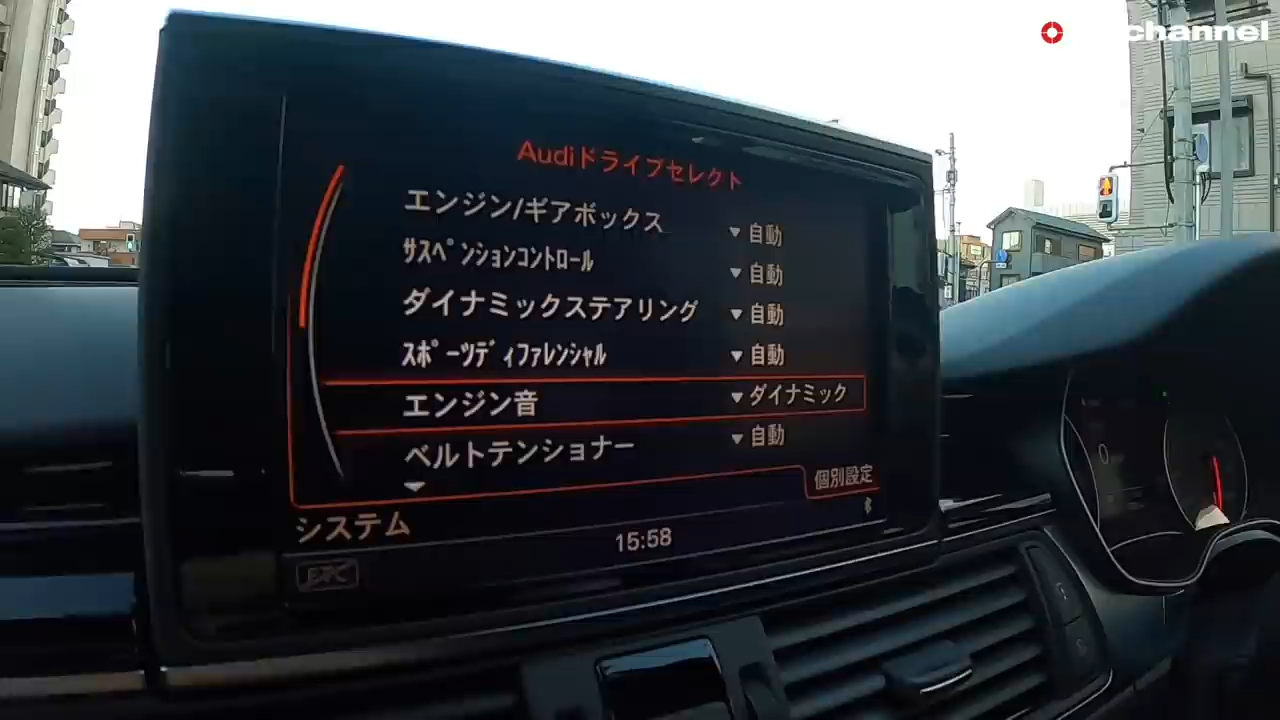 channel
Audiドライブセレクト
エンジン/ギアボックス ▼自動
ｻｽﾍﾟﾝｼｮﾝｺﾝﾄﾛｰﾙ ▼自動
ダイナミックステアリング ▼自動
ｽﾎﾟｰﾂﾃﾞｨﾌｧﾚﾝｼｬﾙ ▼自動
エンジン音 ▼ダイナミック
ベルトテンショナー ▼自動
個別設定
システム
15:58
ETC